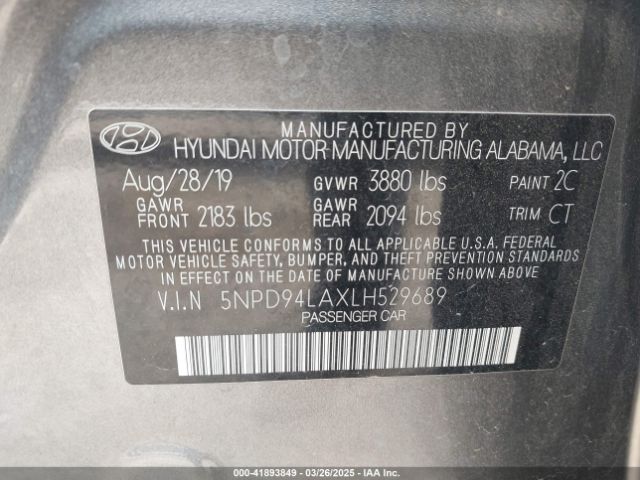 MANUFACTURED BY
HYUNDAI MOTOR MANUFACTURING ALABAMA, LLC
Aug/28/19 GVWR 3880 lbs PAINT 2C
GAWR FRONT 2183 lbs GAWR REAR 2094 lbs TRIM CT
THIS VEHICLE CONFORMS TO ALL APPLICABLE U.S.A. FEDERAL
MOTOR VEHICLE SAFETY, BUMPER, AND THEFT PREVENTION STANDARDS
IN EFFECT ON THE DATE OF MANUFACTURE SHOWN ABOVE.
V.I.N 5NPD94LAXLH529689
PASSENGER CAR
000-41893849 | 03/26/2025 | IAA Inc.